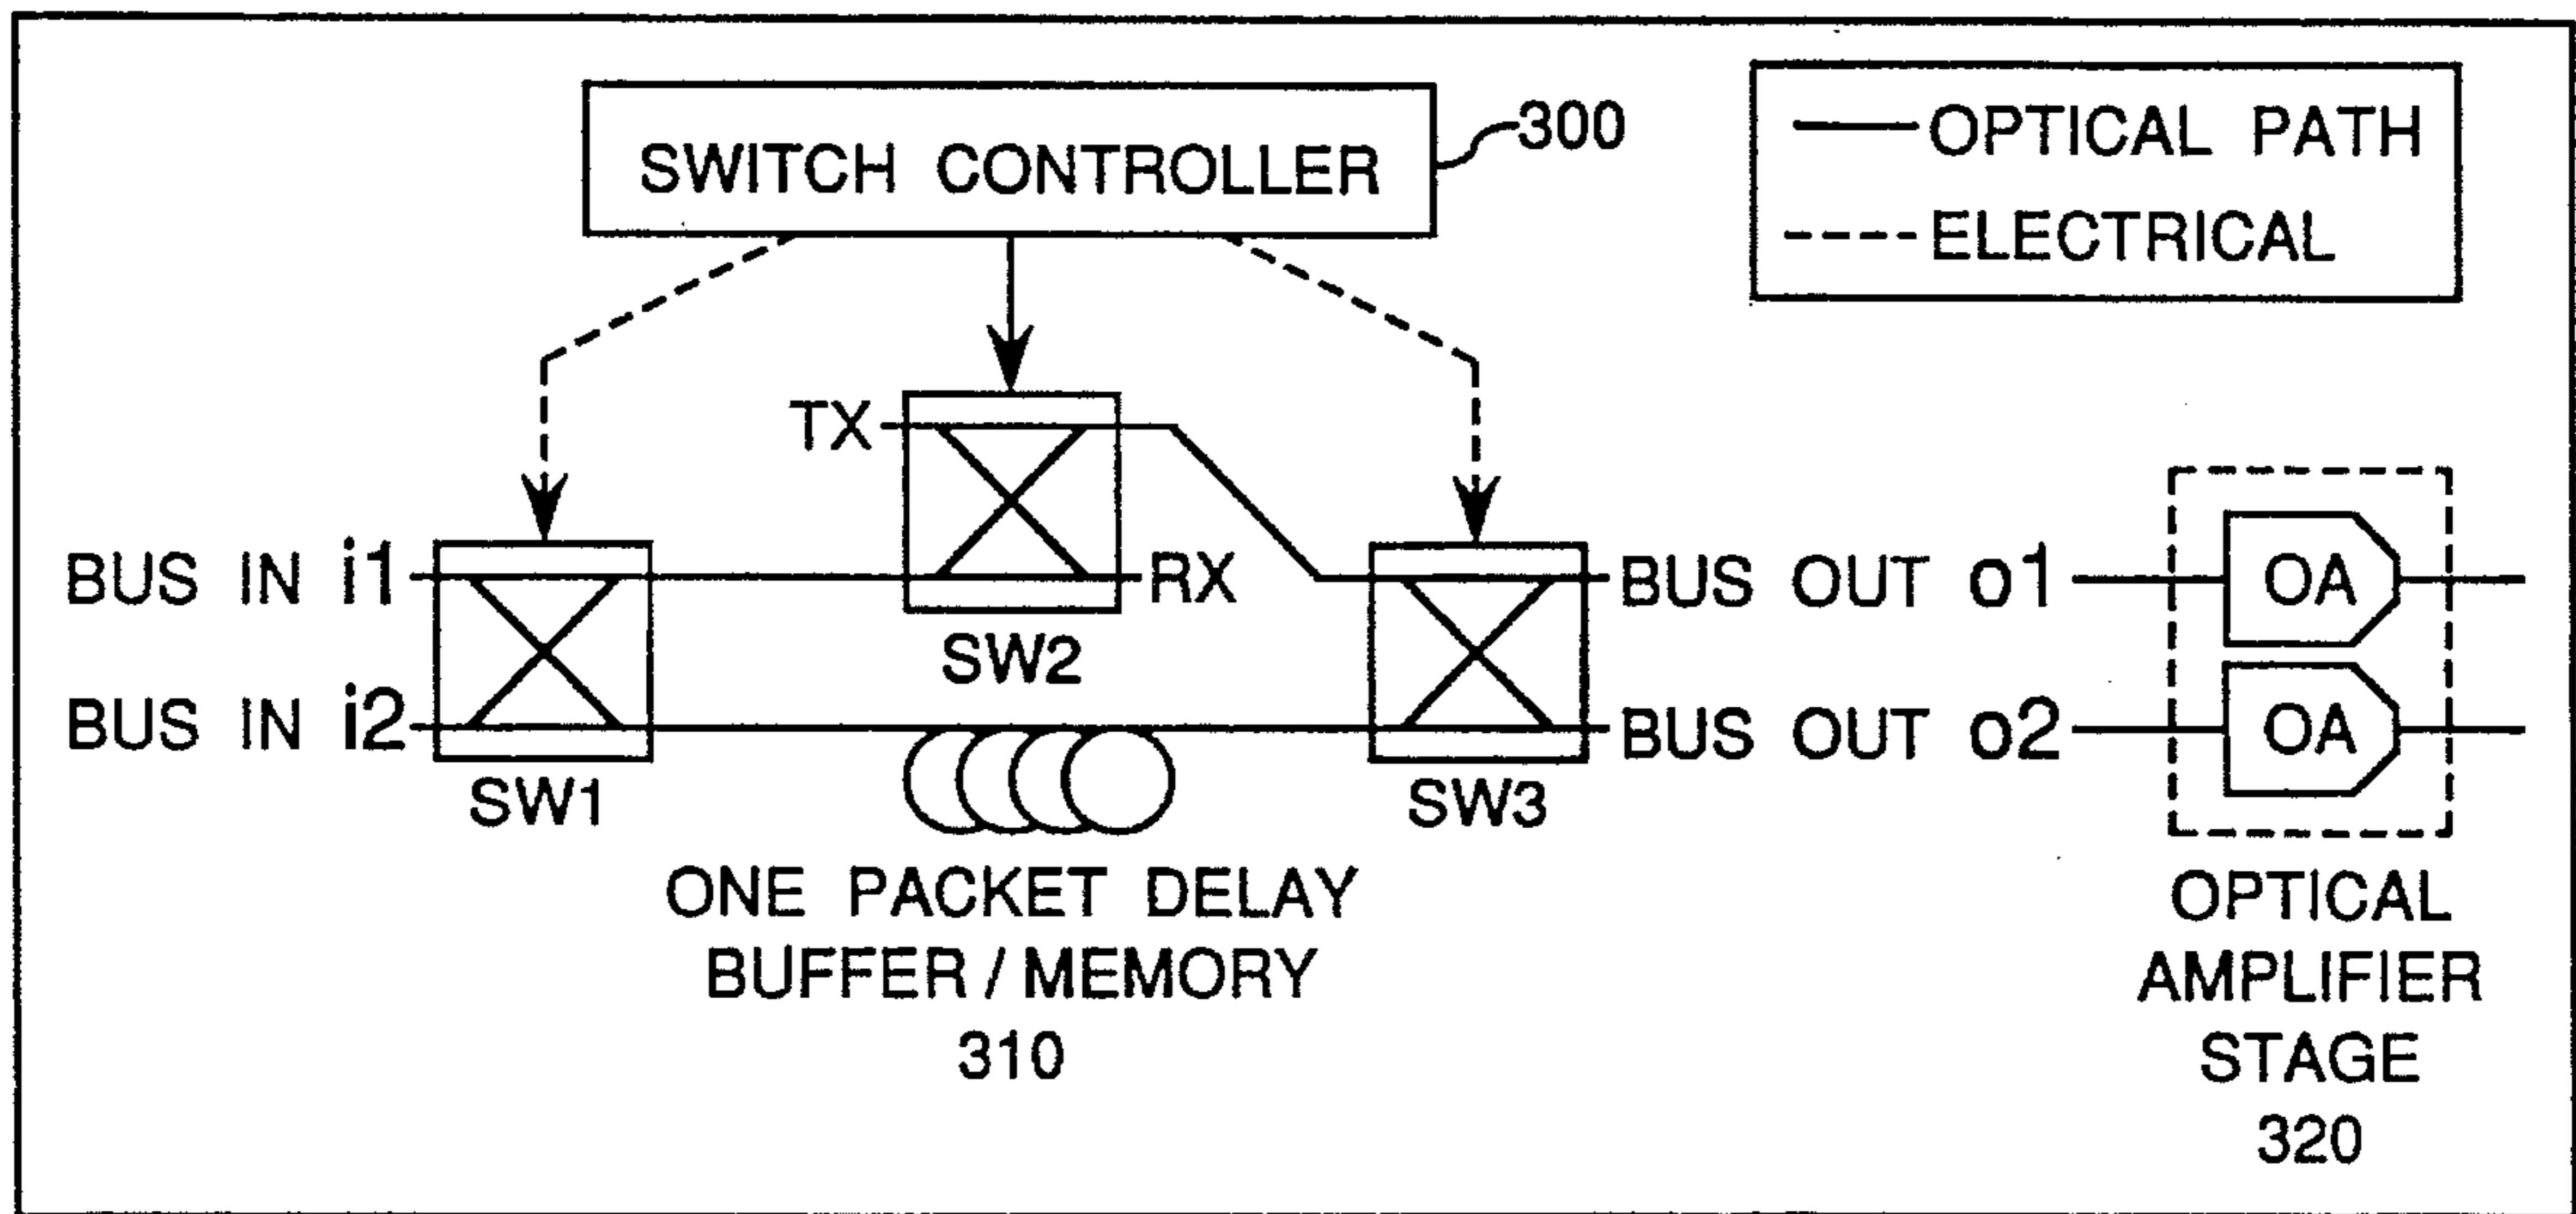 SWITCH CONTROLLER
300
OPTICAL PATH
ELECTRICAL
TX
RX
SW2
BUS IN i1
BUS IN i2
SW1
SW3
BUS OUT o1
BUS OUT o2
OA
OA
ONE PACKET DELAY
BUFFER / MEMORY
310
OPTICAL
AMPLIFIER
STAGE
320